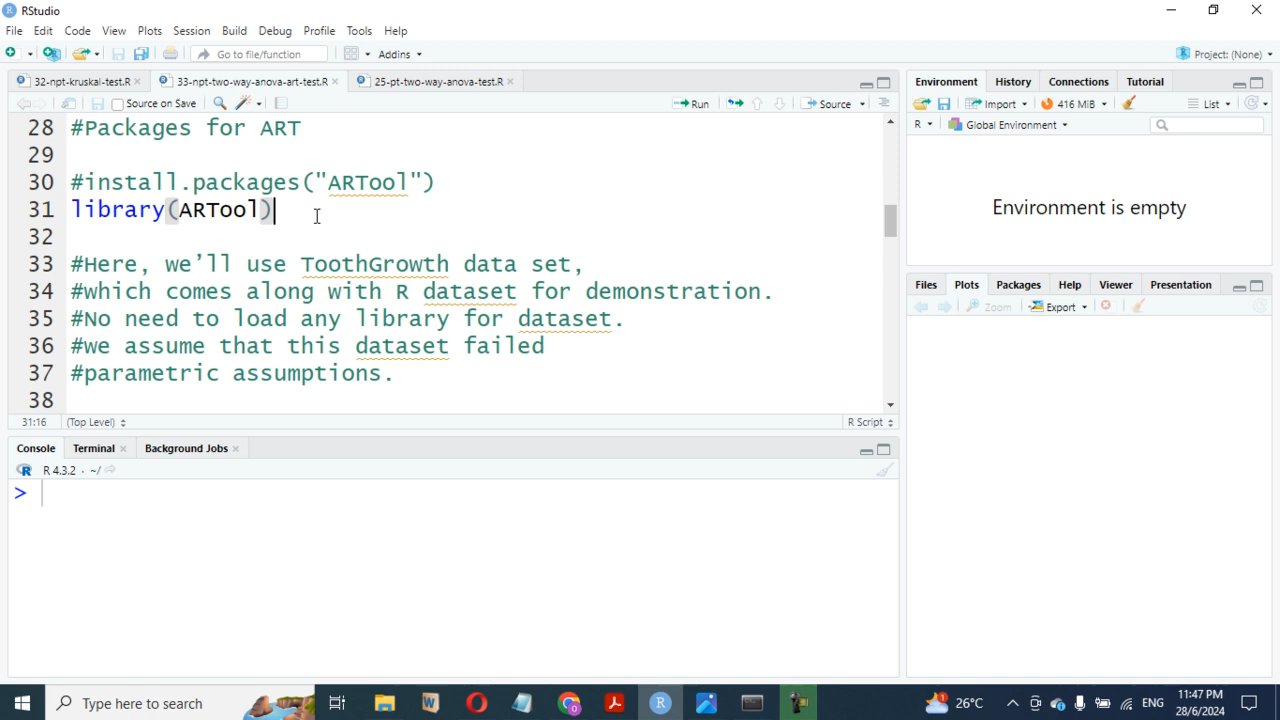 RStudio
File Edit Code View Plots Session Build Debug Profile Tools Help
Go to file/function Addins Project: (None)
32-npt-kruskal-test.R 33-npt-two-way-anova-art-test.R 25-pt-two-way-anova-test.R
Source on Save Run Source
28 #Packages for ART
29
30 #install.packages("ARTool")
31 library(ARTool)
32
33 #Here, we’ll use ToothGrowth data set,
34 #which comes along with R dataset for demonstration.
35 #No need to load any library for dataset.
36 #we assume that this dataset failed
37 #parametric assumptions.
38
31:16 (Top Level) R Script
Console Terminal Background Jobs
R 4.3.2 · ~/
>
Environment History Connections Tutorial
Import 416 MiB List
R Global Environment
Environment is empty
Files Plots Packages Help Viewer Presentation
Zoom Export
Type here to search 1 26°C ENG 11:47 PM
28/6/2024